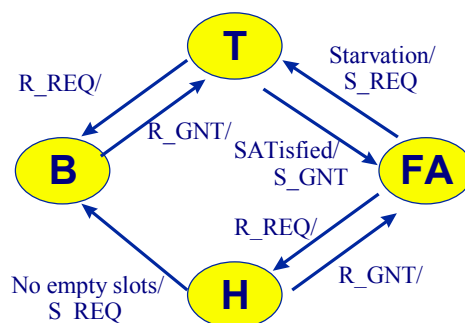 T
Starvation/
S_REQ
R_REQ/
R_GNT/
SATisfied/
S_GNT
B
FA
R_REQ/
R_GNT/
No empty slots/
S_REQ
H